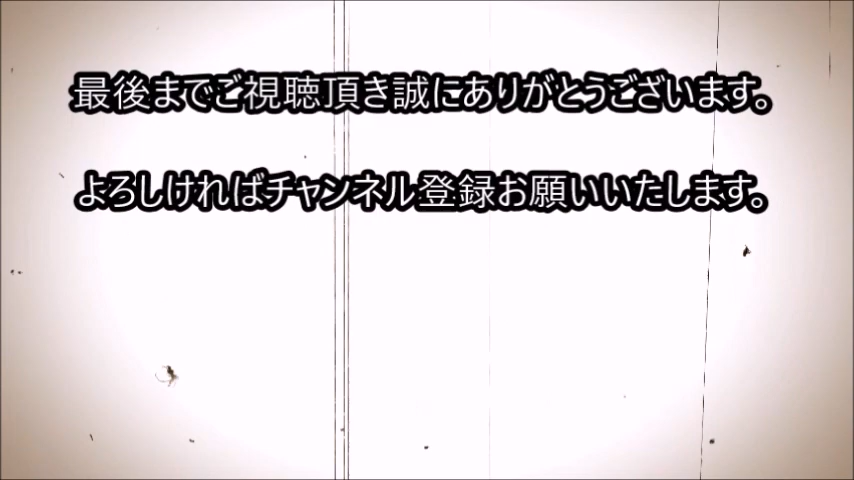 最後までご視聴頂き誠にありがとうございます。
よろしければチャンネル登録お願いいたします。